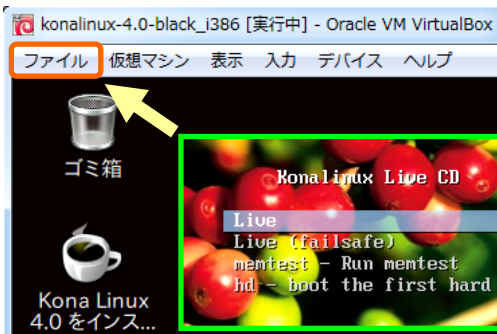 konalinux-4.0-black_i386 [実行中] - Oracle VM VirtualBox
ファイル 仮想マシン 表示 入力 デバイス ヘルプ
ゴミ箱
Kona Linux
4.0 をインス...
Konalinux Live CD
Live
Live (failsafe)
memtest - Run memtest
hd - boot the first hard